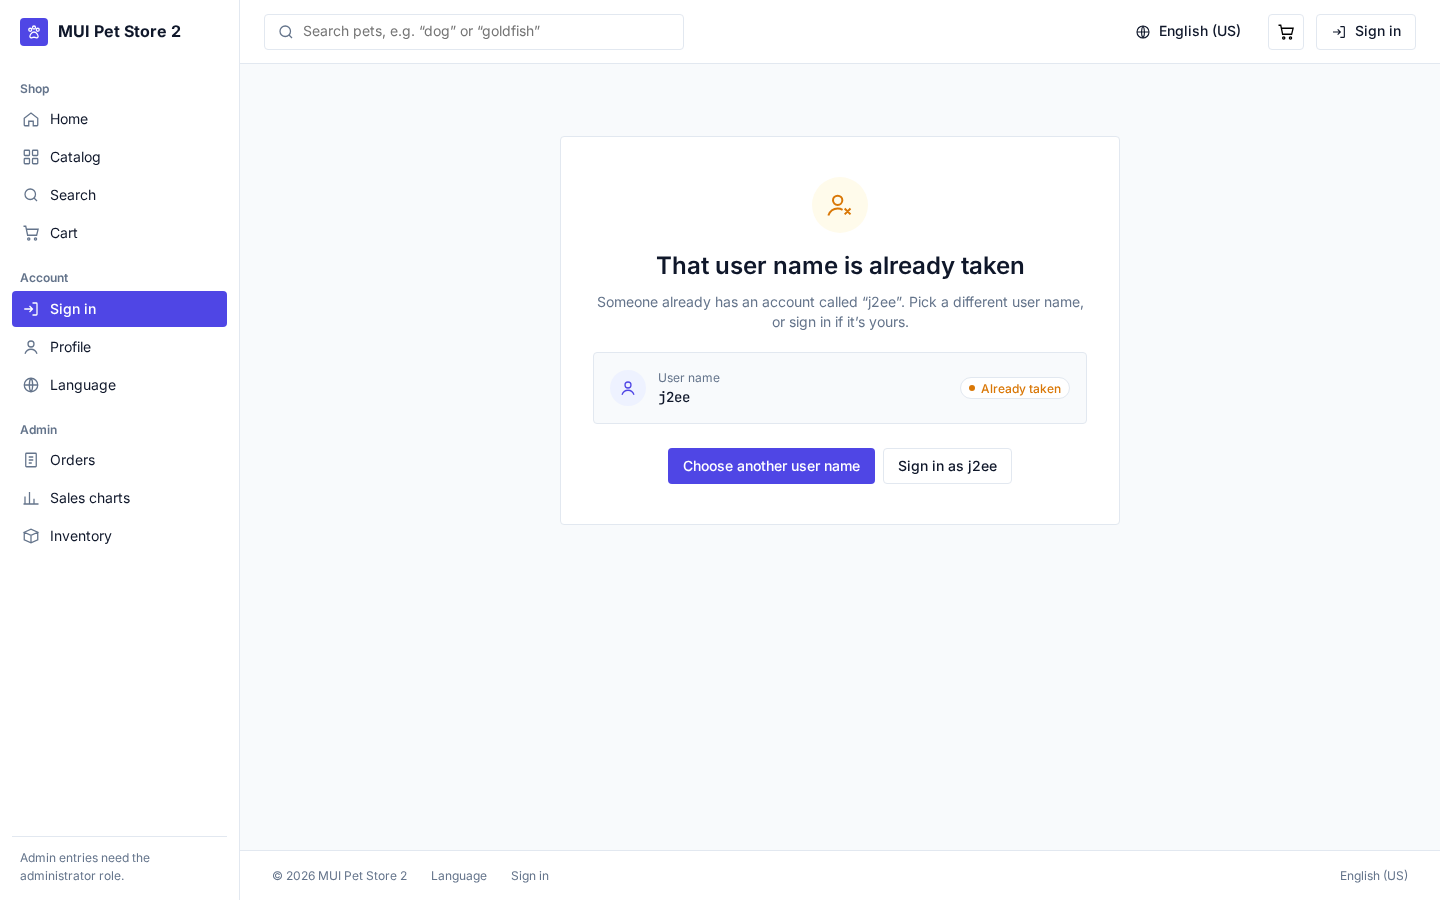 MUI Pet Store 2
Search pets, e.g. “dog” or “goldfish”
English (US)
Sign in
Shop
Home
Catalog
Search
Cart
Account
Sign in
Profile
Language
Admin
Orders
Sales charts
Inventory
Admin entries need the
administrator role.
That user name is already taken
Someone already has an account called “j2ee”. Pick a different user name,
or sign in if it’s yours.
User name
j2ee
Already taken
Choose another user name
Sign in as j2ee
© 2026 MUI Pet Store 2
Language
Sign in
English (US)